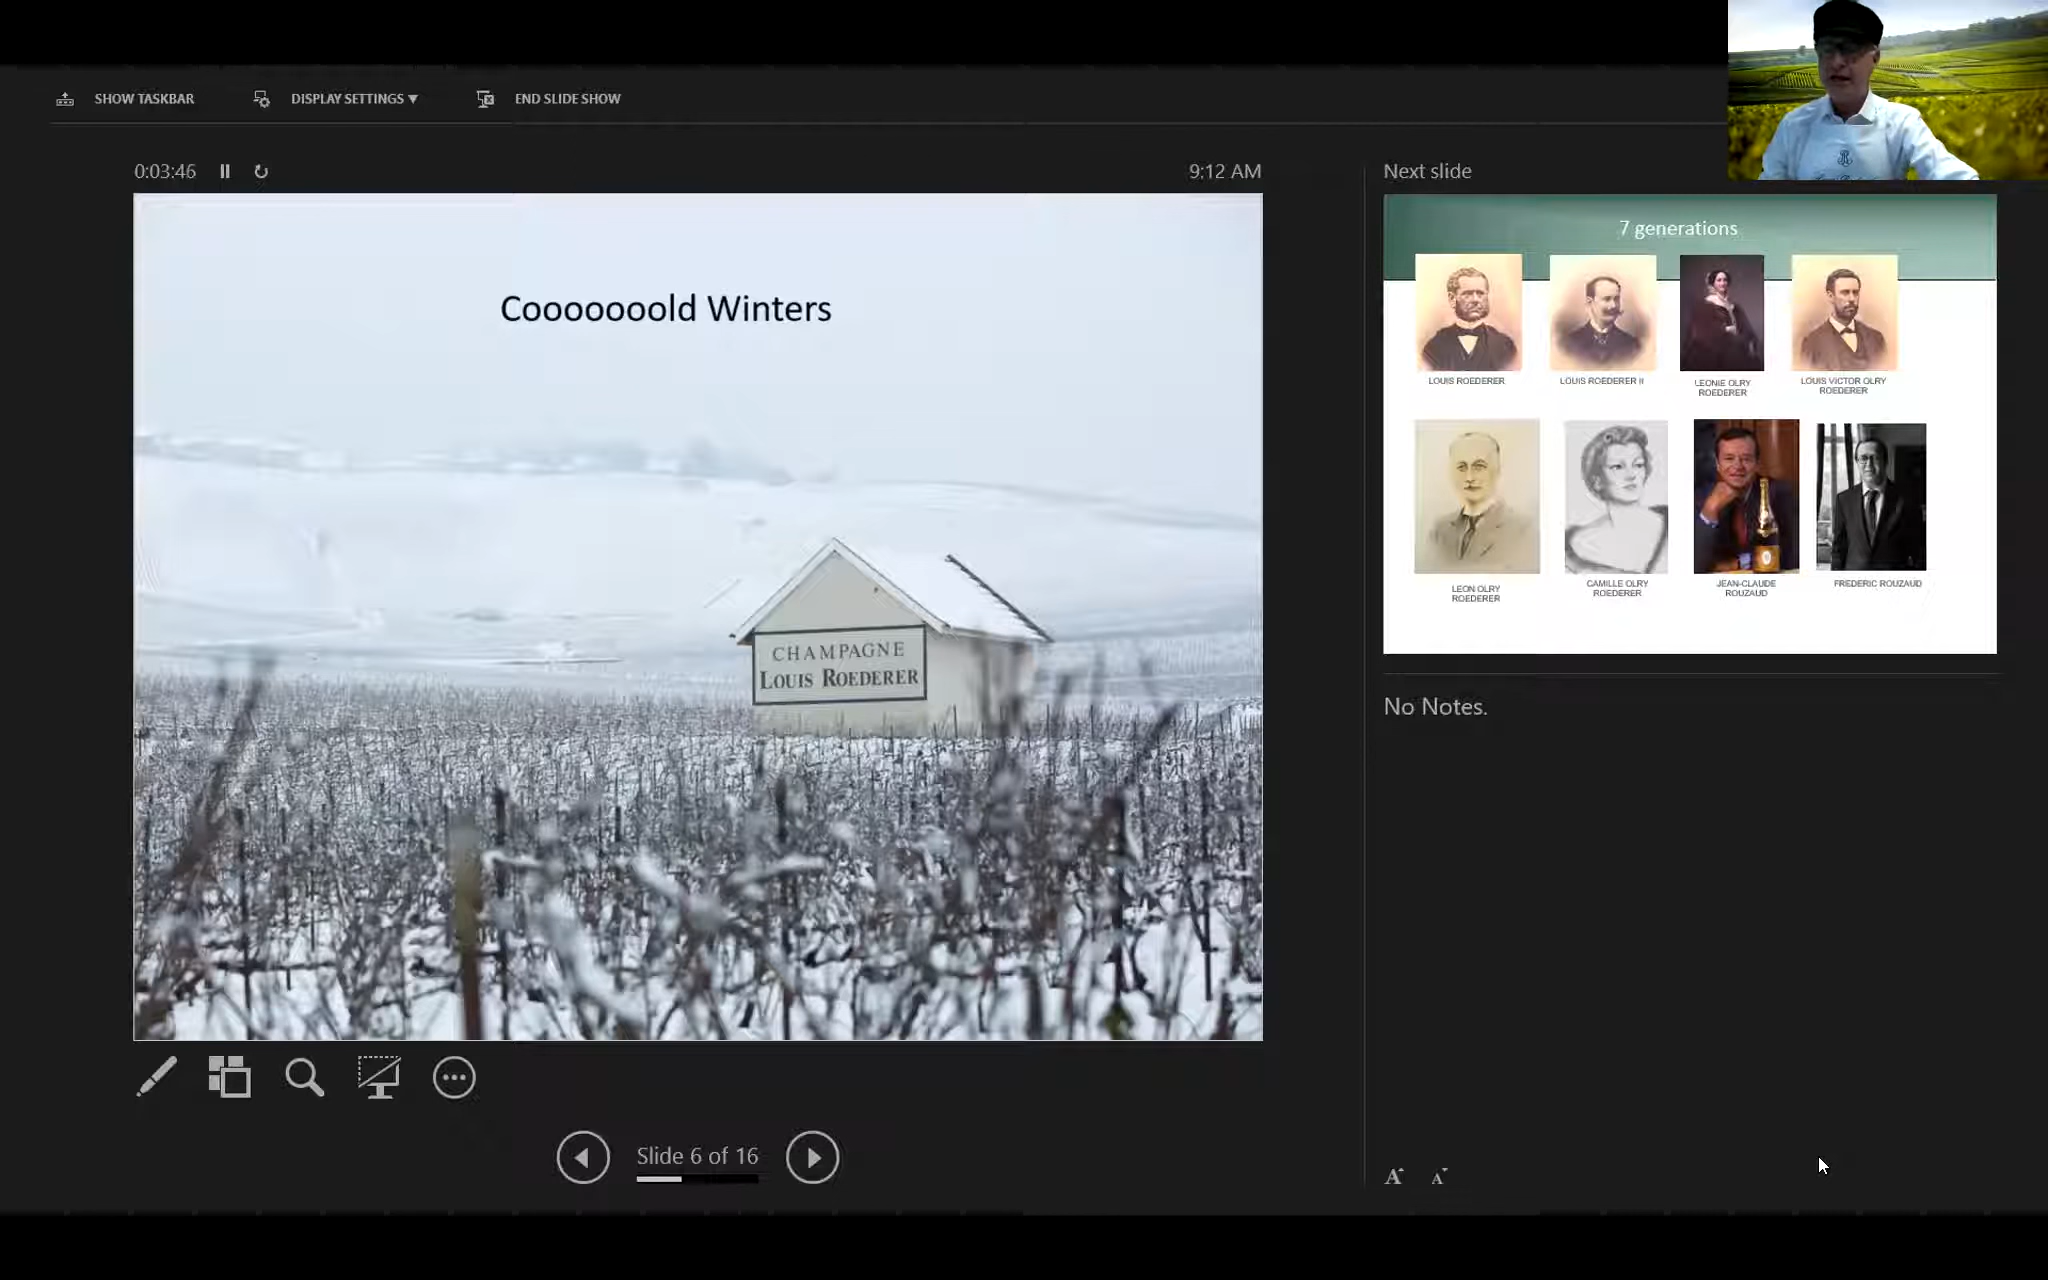 SHOW TASKBAR
DISPLAY SETTINGS ▼
END SLIDE SHOW
0:03:46
9:12 AM
Cooooooold Winters
CHAMPAGNE
LOUIS ROEDERER
Slide 6 of 16
Next slide
7 generations
LOUIS ROEDERER
LOUIS ROEDERER II
LEONIE OLRY
ROEDERER
LOUIS VICTOR OLRY
ROEDERER
LEON OLRY
ROEDERER
CAMILLE OLRY
ROEDERER
JEAN-CLAUDE
ROUZAUD
FREDERIC ROUZAUD
No Notes.
A
A